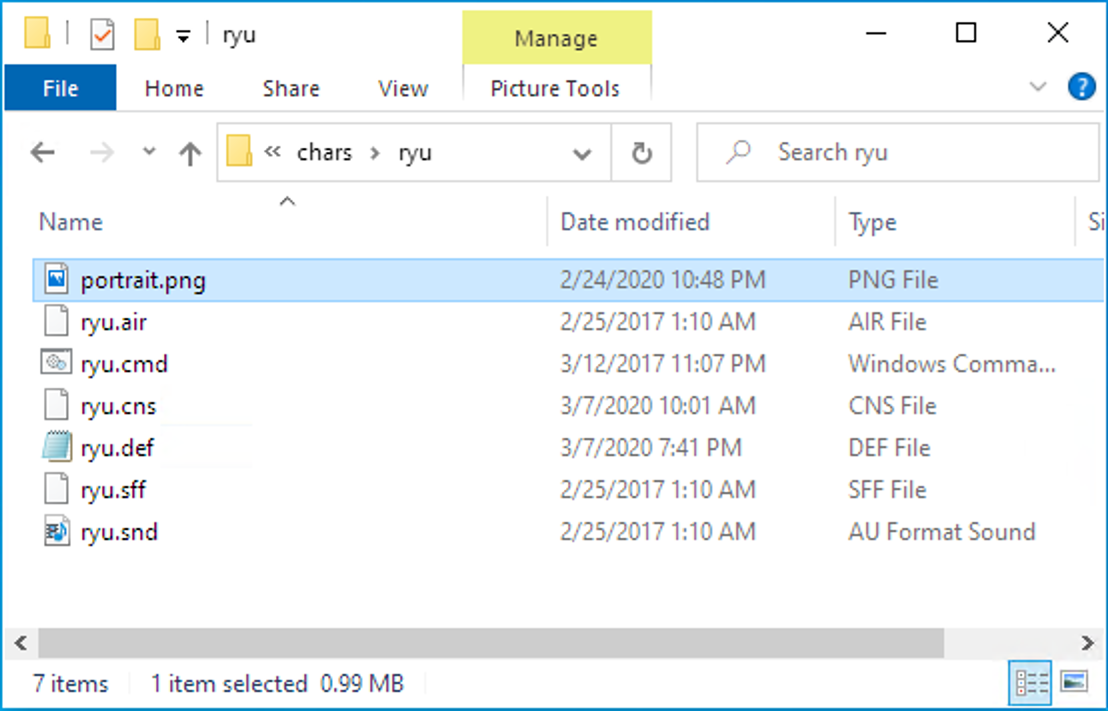 ryu
Manage
File Home Share View Picture Tools
« chars > ryu Search ryu
Name Date modified Type
portrait.png 2/24/2020 10:48 PM PNG File
ryu.air 2/25/2017 1:10 AM AIR File
ryu.cmd 3/12/2017 11:07 PM Windows Comma...
ryu.cns 3/7/2020 10:01 AM CNS File
ryu.def 3/7/2020 7:41 PM DEF File
ryu.sff 2/25/2017 1:10 AM SFF File
ryu.snd 2/25/2017 1:10 AM AU Format Sound
7 items 1 item selected 0.99 MB